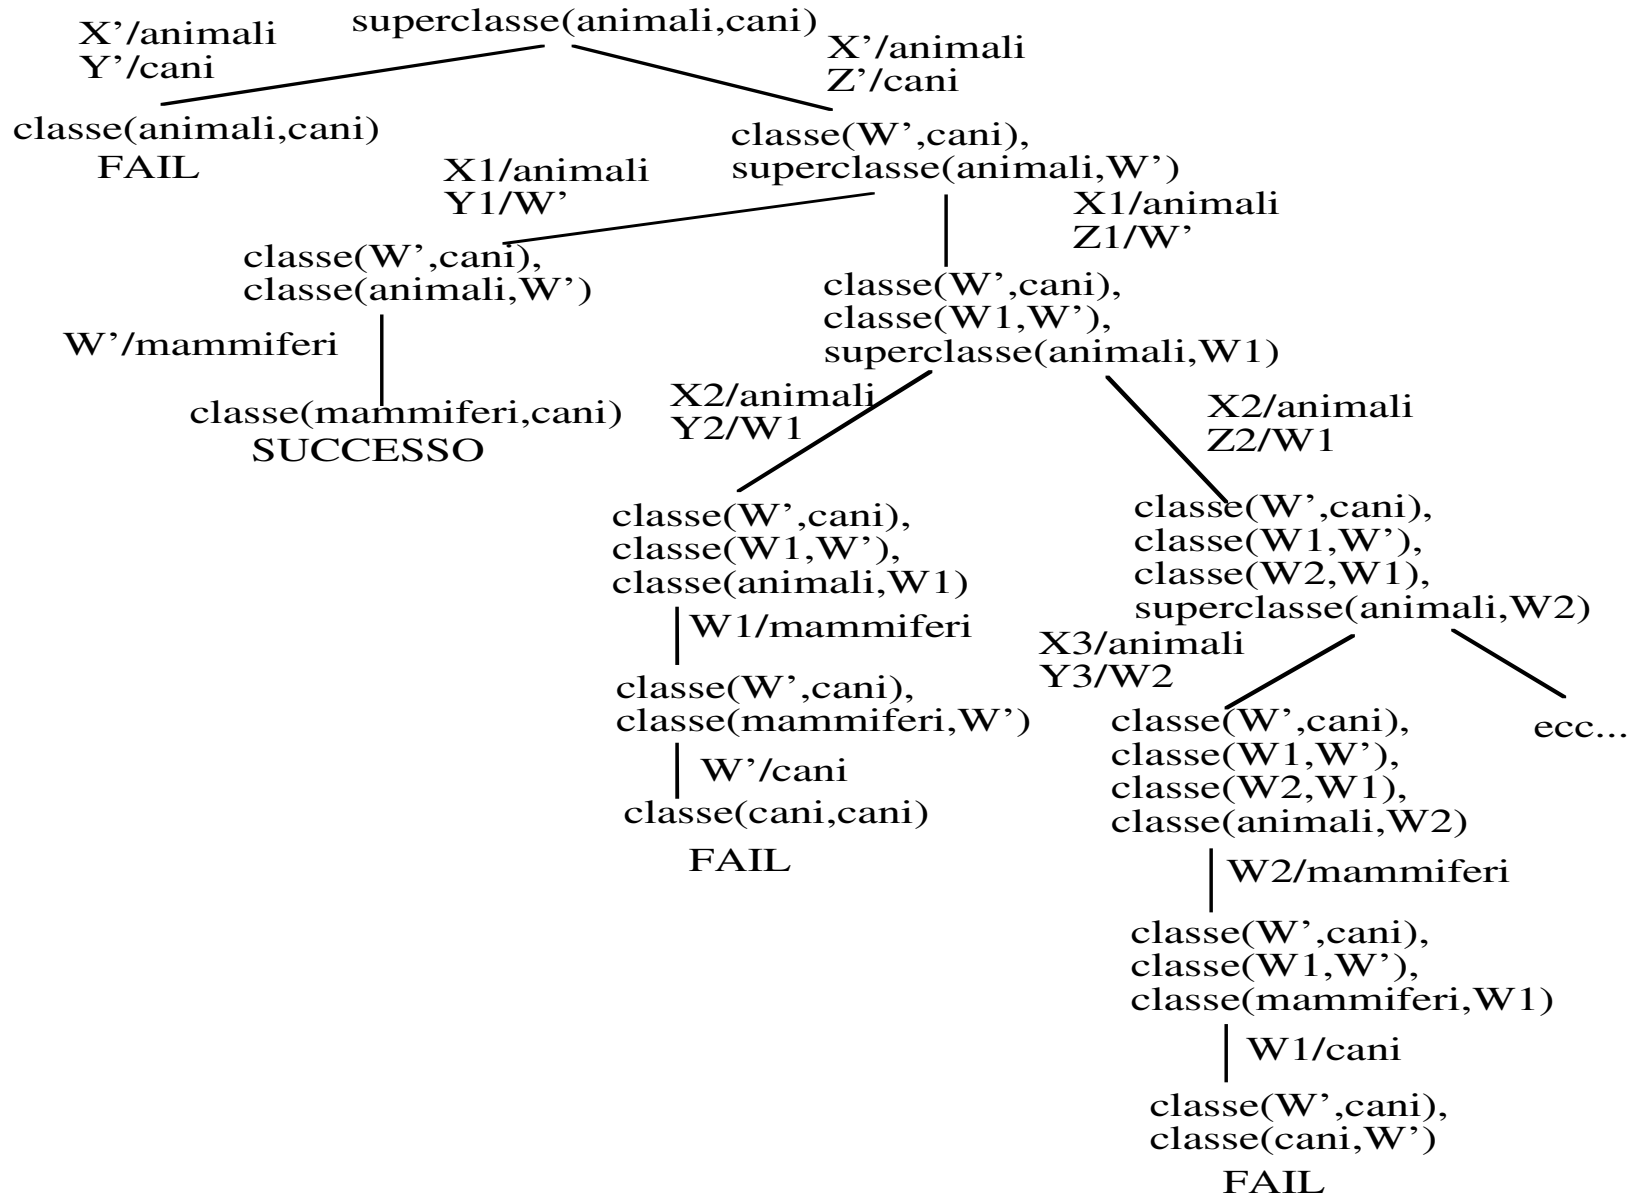 superclasse(animali,cani)
X’/animali
Y’/cani
X’/animali
Z’/cani
classe(animali,cani)
FAIL
classe(W’,cani),
superclasse(animali,W’)
X1/animali
Y1/W’
X1/animali
Z1/W’
classe(W’,cani),
classe(animali,W’)
classe(W’,cani),
classe(W1,W’),
superclasse(animali,W1)
W’/mammiferi
classe(mammiferi,cani)
SUCCESSO
X2/animali
Y2/W1
X2/animali
Z2/W1
classe(W’,cani),
classe(W1,W’),
classe(animali,W1)
classe(W’,cani),
classe(W1,W’),
classe(W2,W1),
superclasse(animali,W2)
W1/mammiferi
classe(W’,cani),
classe(mammiferi,W’)
W’/cani
classe(cani,cani)
FAIL
X3/animali
Y3/W2
classe(W’,cani),
classe(W1,W’),
classe(W2,W1),
classe(animali,W2)
ecc...
W2/mammiferi
classe(W’,cani),
classe(W1,W’),
classe(mammiferi,W1)
W1/cani
classe(W’,cani),
classe(cani,W’)
FAIL